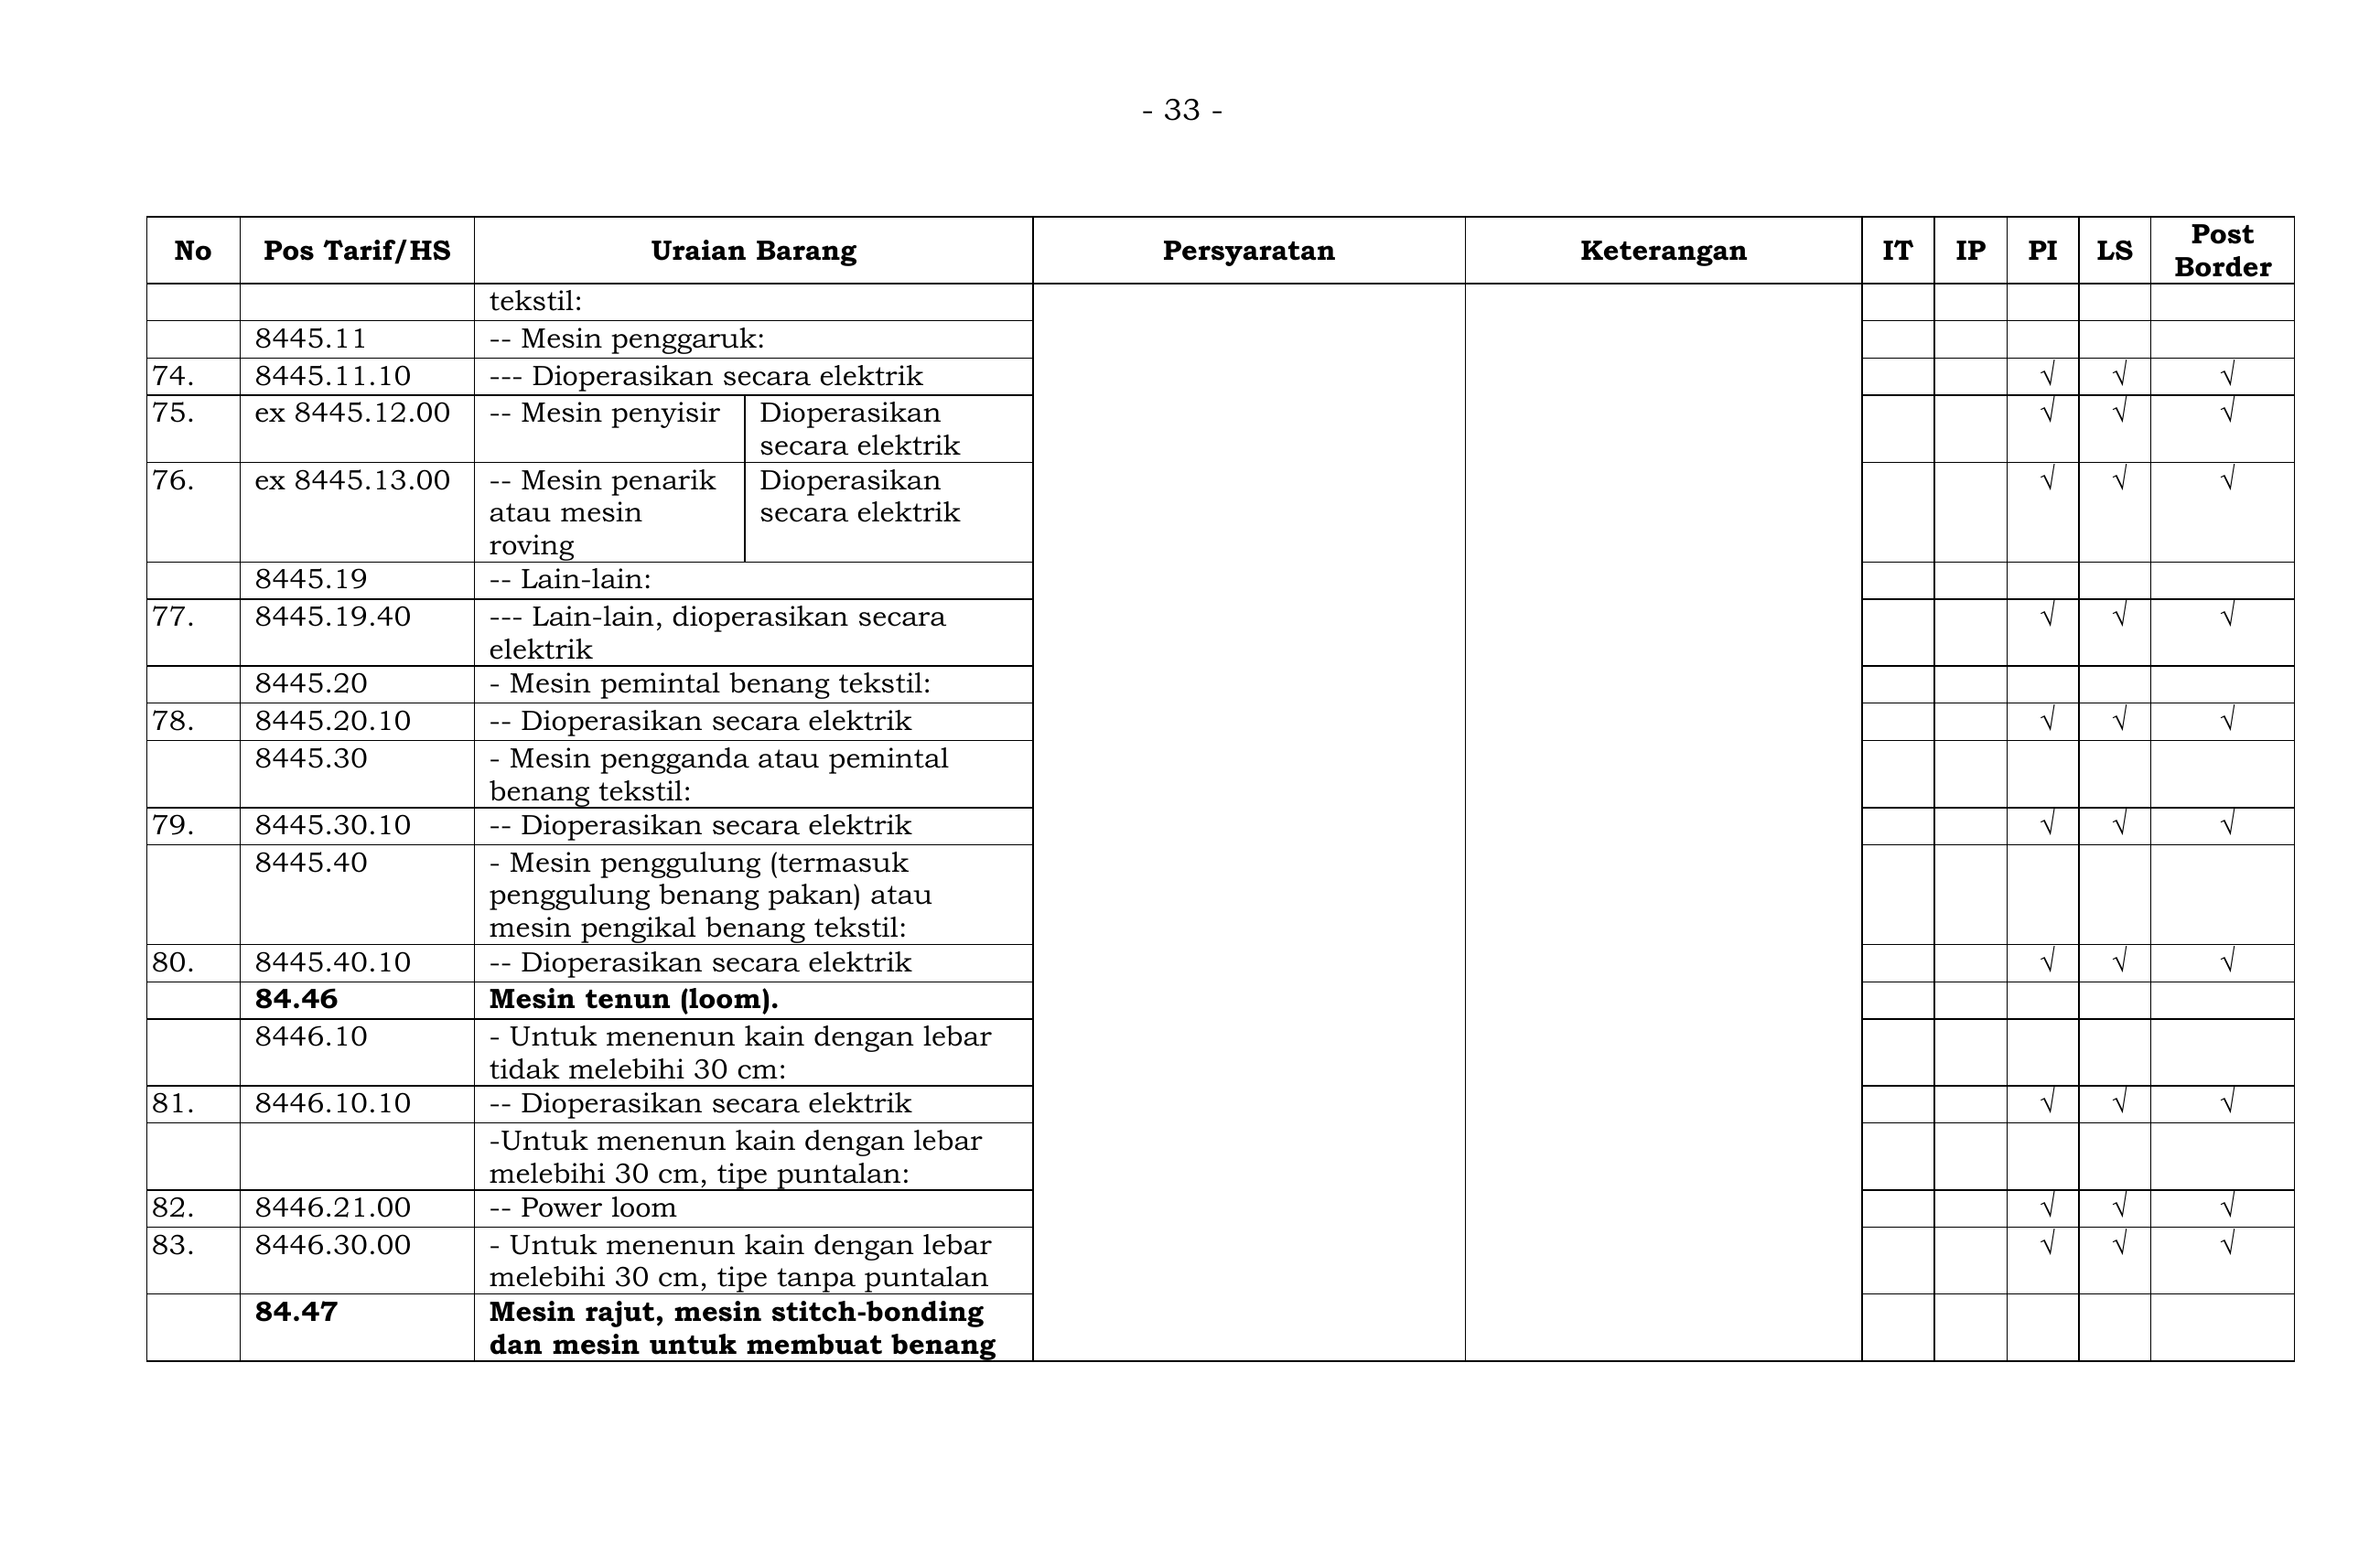 - 33 -
No Pos Tarif/HS Uraian Barang Persyaratan Keterangan IT IP PI LS Post Border
tekstil:
8445.11 -- Mesin penggaruk:
74. 8445.11.10 --- Dioperasikan secara elektrik √ √ √
75. ex 8445.12.00 -- Mesin penyisir Dioperasikan √ √ √
secara elektrik
76. ex 8445.13.00 -- Mesin penarik Dioperasikan √ √ √
atau mesin secara elektrik
roving
8445.19 -- Lain-lain:
77. 8445.19.40 --- Lain-lain, dioperasikan secara √ √ √
elektrik
8445.20 - Mesin pemintal benang tekstil:
78. 8445.20.10 -- Dioperasikan secara elektrik √ √ √
8445.30 - Mesin pengganda atau pemintal
benang tekstil:
79. 8445.30.10 -- Dioperasikan secara elektrik √ √ √
8445.40 - Mesin penggulung (termasuk
penggulung benang pakan) atau
mesin pengikal benang tekstil:
80. 8445.40.10 -- Dioperasikan secara elektrik √ √ √
84.46 Mesin tenun (loom).
8446.10 - Untuk menenun kain dengan lebar
tidak melebihi 30 cm:
81. 8446.10.10 -- Dioperasikan secara elektrik √ √ √
-Untuk menenun kain dengan lebar
melebihi 30 cm, tipe puntalan:
82. 8446.21.00 -- Power loom √ √ √
83. 8446.30.00 - Untuk menenun kain dengan lebar √ √ √
melebihi 30 cm, tipe tanpa puntalan
84.47 Mesin rajut, mesin stitch-bonding
dan mesin untuk membuat benang